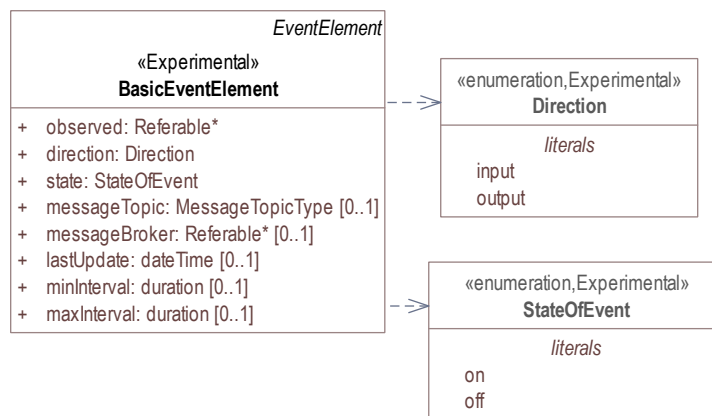 EventElement
«Experimental»
BasicEventElement
+ observed: Referable*
+ direction: Direction
+ state: StateOfEvent
+ messageTopic: MessageTopicType [0..1]
+ messageBroker: Referable* [0..1]
+ lastUpdate: dateTime [0..1]
+ minInterval: duration [0..1]
+ maxInterval: duration [0..1]
«enumeration,Experimental»
Direction
literals
input
output
«enumeration,Experimental»
StateOfEvent
literals
on
off